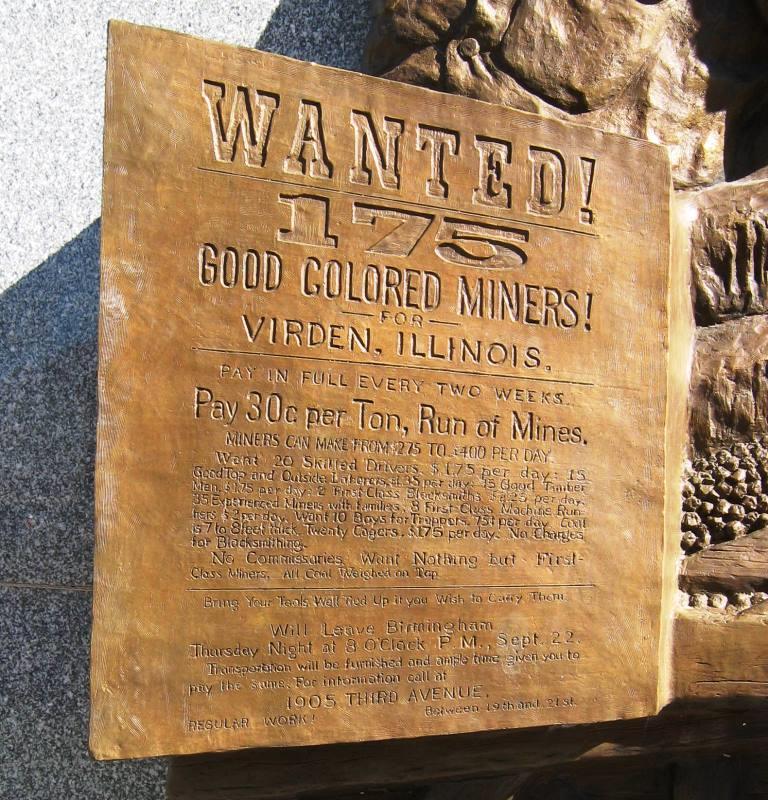 WANTED!
175
GOOD COLORED MINERS!
— FOR —
VIRDEN, ILLINOIS.
PAY IN FULL EVERY TWO WEEKS...
Pay 30c per Ton, Run of Mines.
MINERS CAN MAKE FROM $275 TO $400 PER DAY.
Want 20 Skilled Drivers, $1.75 per day; 15
Good Top and Outside Laborers, $1.35 per day; 15 Good Timber
Men, $1.75 per day; 2 First Class Blacksmiths $2.25 per day,
35 Experienced Miners with families, 8 First-Class Machine Run-
ners $2 per day, Want 10 Boys for Trappers, 75¢ per day Coal
is 7 to 8 feet thick, Twenty Cagers, $1.75 per day. No Charges
for Blacksmithing.
No Commissaries Want Nothing but First-
Class Miners. All Coal Weighed on Top
Bring Your Tools Well Tied Up if you Wish to Carry Them.
Will Leave Birmingham
Thursday Night at 8 O'Clock P. M., Sept. 22.
Transportation will be furnished and ample time given you to
pay the same. For information call at
1905 THIRD AVENUE,
Between 19th and 21st.
REGULAR WORK!